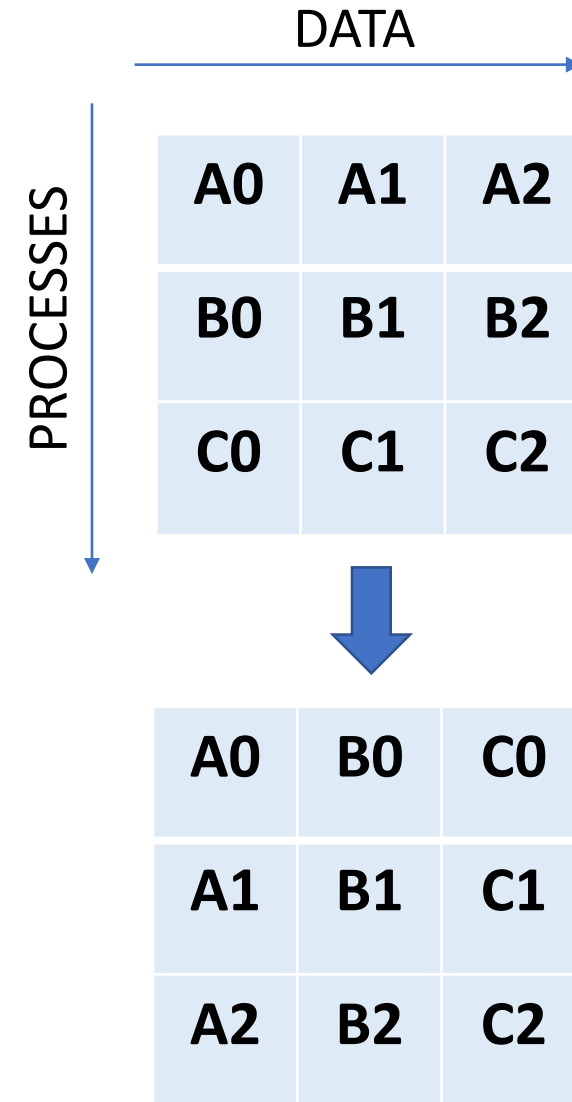 DATA
PROCESSES
A0 A1 A2
B0 B1 B2
C0 C1 C2
A0 B0 C0
A1 B1 C1
A2 B2 C2